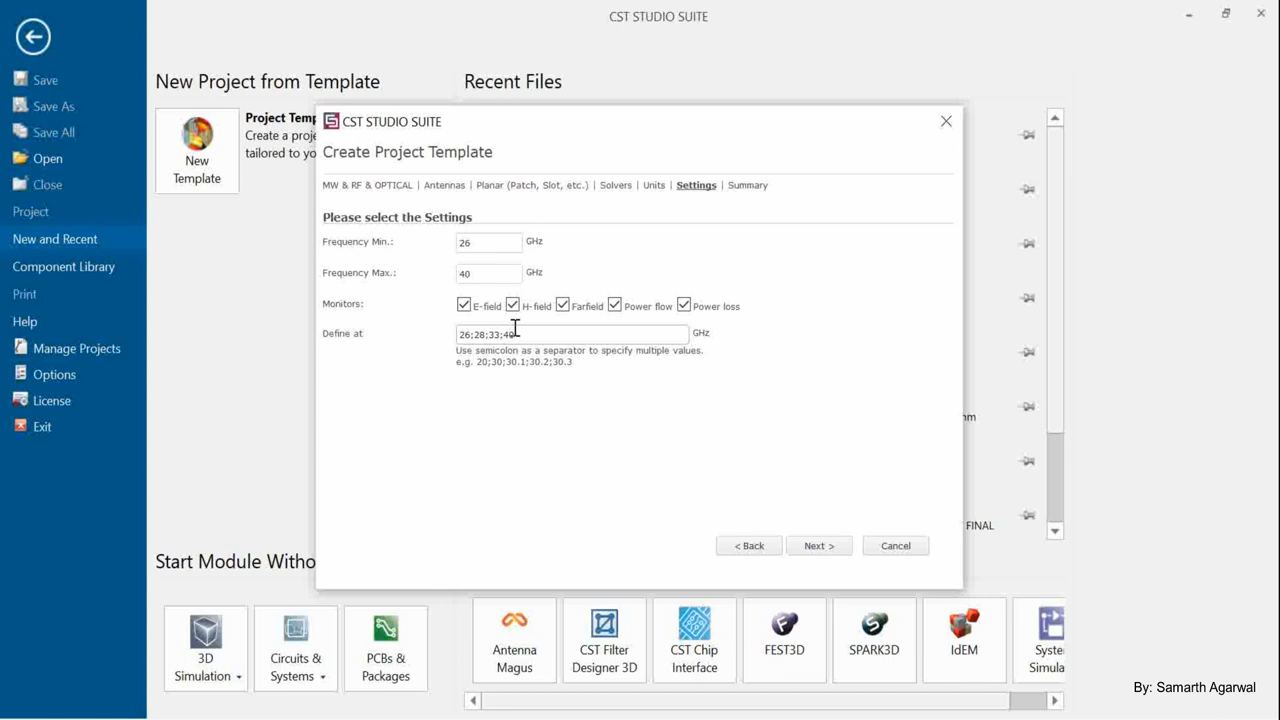 CST STUDIO SUITE
Save
Save As
Save All
Open
Close
Project
New and Recent
Component Library
Print
Help
Manage Projects
Options
License
Exit
New Project from Template
Recent Files
New
Template
Project Temp
Create a proje
tailored to yo
CST STUDIO SUITE
Create Project Template
MW & RF & OPTICAL | Antennas | Planar (Patch, Slot, etc.) | Solvers | Units | Settings | Summary
Please select the Settings
Frequency Min.: 26 GHz
Frequency Max.: 40 GHz
Monitors: E-field H-field Farfield Power flow Power loss
Define at 26;28;33;40 GHz
Use semicolon as a separator to specify multiple values.
e.g. 20;30;30.1;30.2;30.3
< Back Next > Cancel
mm
FINAL
Start Module Witho
3D
Simulation
Circuits &
Systems
PCBs &
Packages
Antenna
Magus
CST Filter
Designer 3D
CST Chip
Interface
FEST3D
SPARK3D
IdEM
Syste
Simula
By: Samarth Agarwal